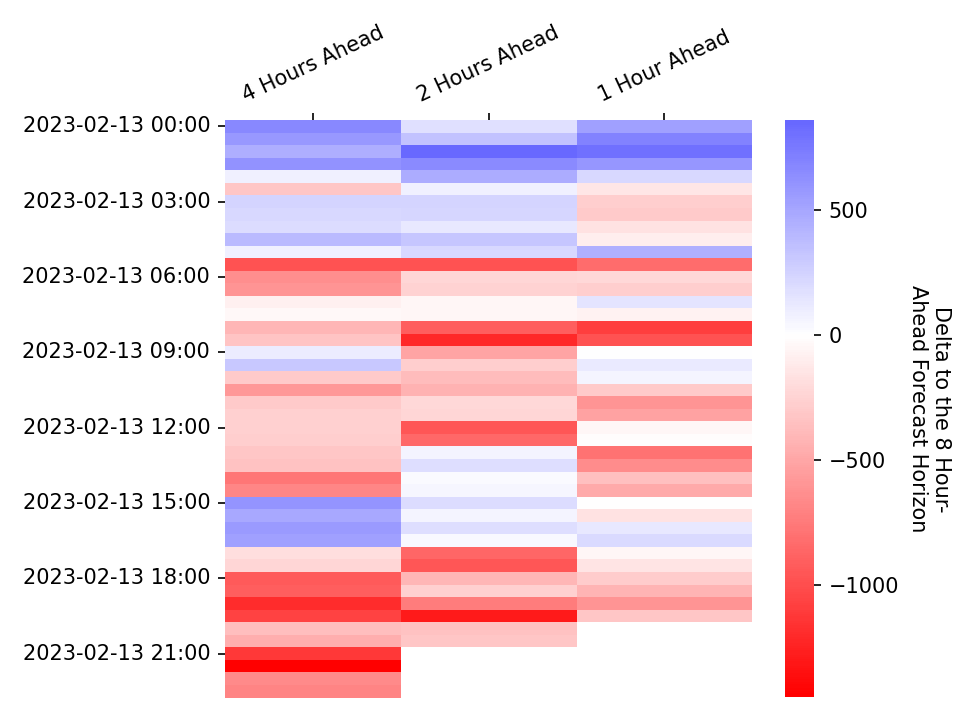 4 Hours Ahead
2 Hours Ahead
1 Hour Ahead
2023-02-13 00:00
2023-02-13 03:00
2023-02-13 06:00
2023-02-13 09:00
2023-02-13 12:00
2023-02-13 15:00
2023-02-13 18:00
2023-02-13 21:00
500
0
−500
−1000
Delta to the 8 Hour-
Ahead Forecast Horizon